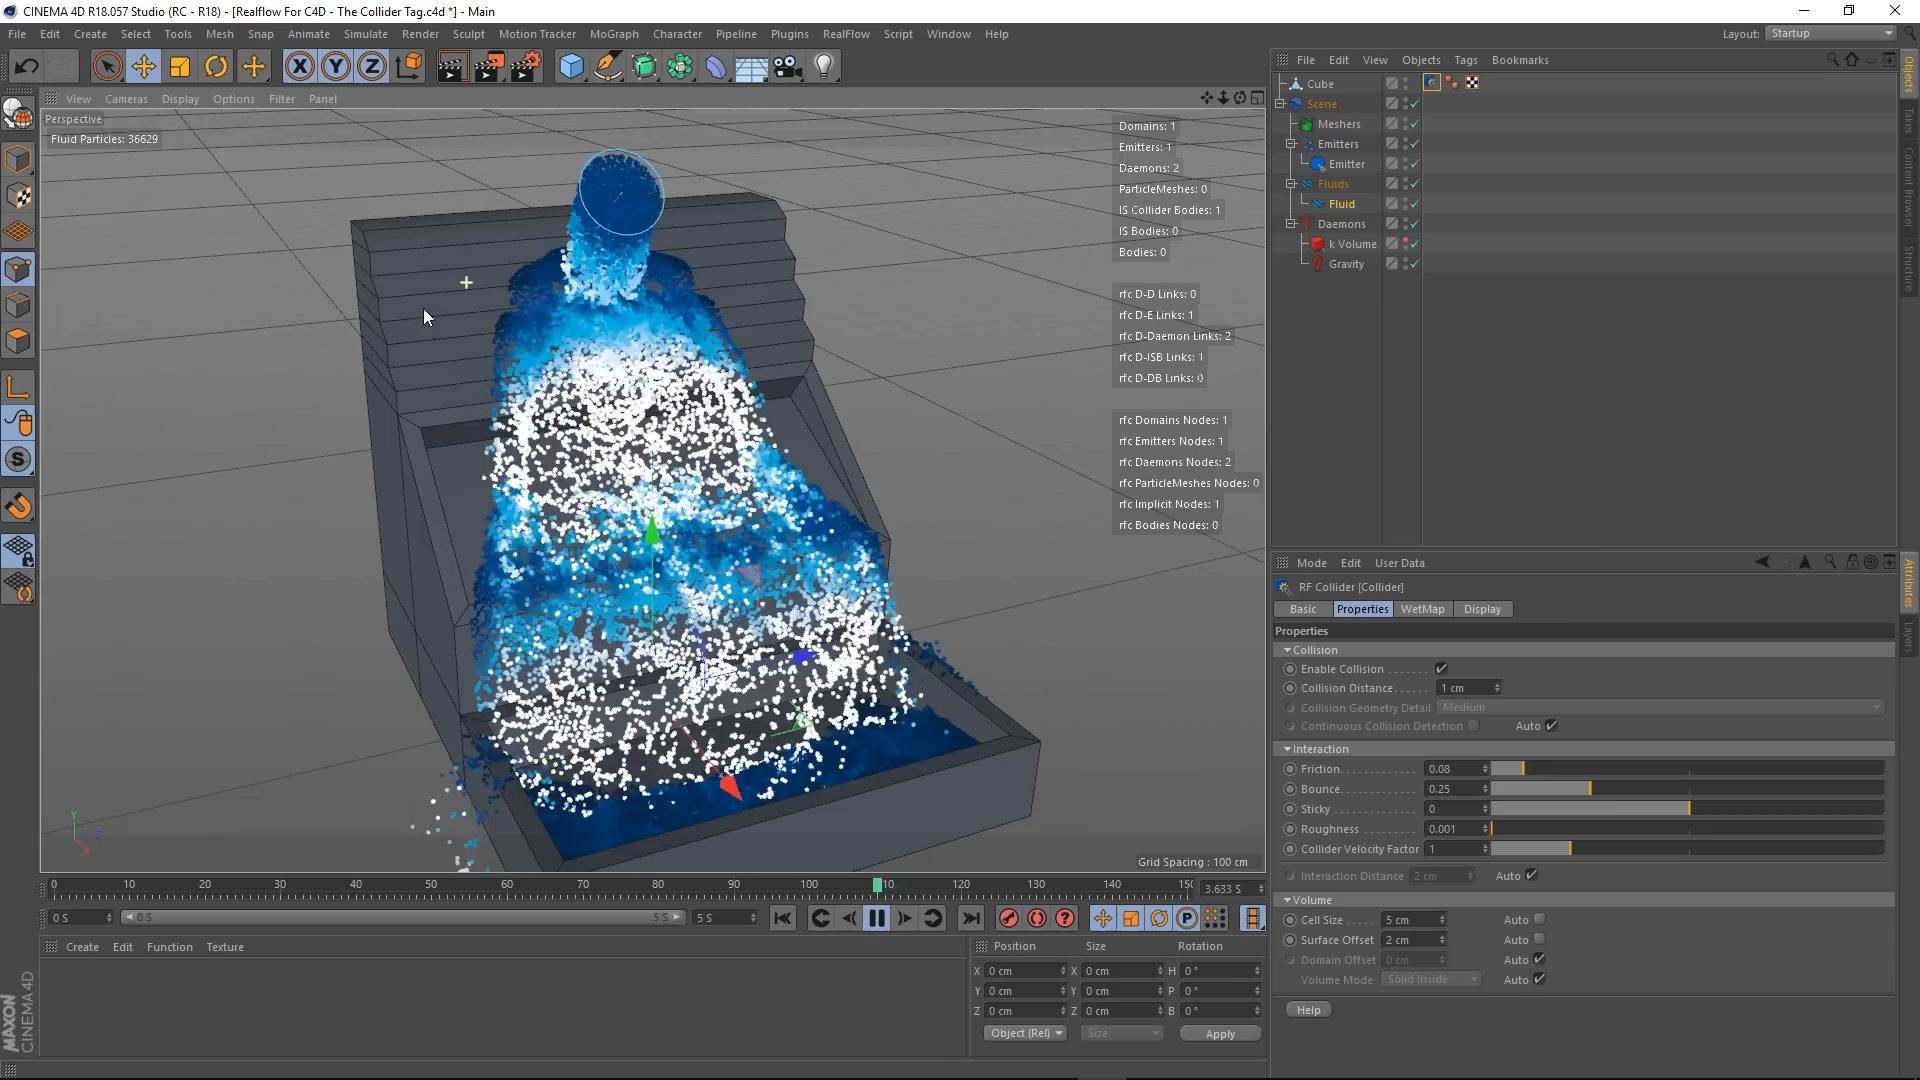 CINEMA 4D R18.057 Studio (RC - R18) - [Realflow For C4D - The Collider Tag.c4d *] - Main
File Edit Create Select Tools Mesh Snap Animate Simulate Render Sculpt Motion Tracker MoGraph Character Pipeline Plugins RealFlow Script Window Help
Layout: Startup
X Y Z
File Edit View Objects Tags Bookmarks
View Cameras Display Options Filter Panel
Perspective
Fluid Particles: 36629
Domains: 1
Emitters: 1
Daemons: 2
ParticleMeshes: 0
IS Collider Bodies: 1
IS Bodies: 0
Bodies: 0
rfc D-D Links: 0
rfc D-E Links: 1
rfc D-Daemon Links: 2
rfc D-ISB Links: 1
rfc D-DB Links: 0
rfc Domains Nodes: 1
rfc Emitters Nodes: 1
rfc Daemons Nodes: 2
rfc ParticleMeshes Nodes: 0
rfc Implicit Nodes: 1
rfc Bodies Nodes: 0
Grid Spacing : 100 cm
Y
Z
X
Cube
Scene
Meshers
Emitters
Emitter
Fluids
Fluid
Daemons
k Volume
Gravity
Objects
Takes
Content Browser
Structure
Mode Edit User Data
RF Collider [Collider]
Basic Properties WetMap Display
Properties
Collision
Enable Collision
Collision Distance 1 cm
Collision Geometry Detail Medium
Continuous Collision Detection Auto
Interaction
Friction 0.08
Bounce 0.25
Sticky 0
Roughness 0.001
Collider Velocity Factor 1
Interaction Distance 2 cm Auto
Volume
Cell Size 5 cm Auto
Surface Offset 2 cm Auto
Domain Offset 0 cm Auto
Volume Mode Solid Inside Auto
Help
Attributes
Layers
0 10 20 30 40 50 60 70 80 90 100 10 120 130 140 15 3.633 S
0 S 0 S 5 S 5 S
P
Create Edit Function Texture
Position Size Rotation
X 0 cm X 0 cm H 0 °
Y 0 cm Y 0 cm P 0 °
Z 0 cm Z 0 cm B 0 °
Object (Rel) Size Apply
S
MAXON
CINEMA 4D